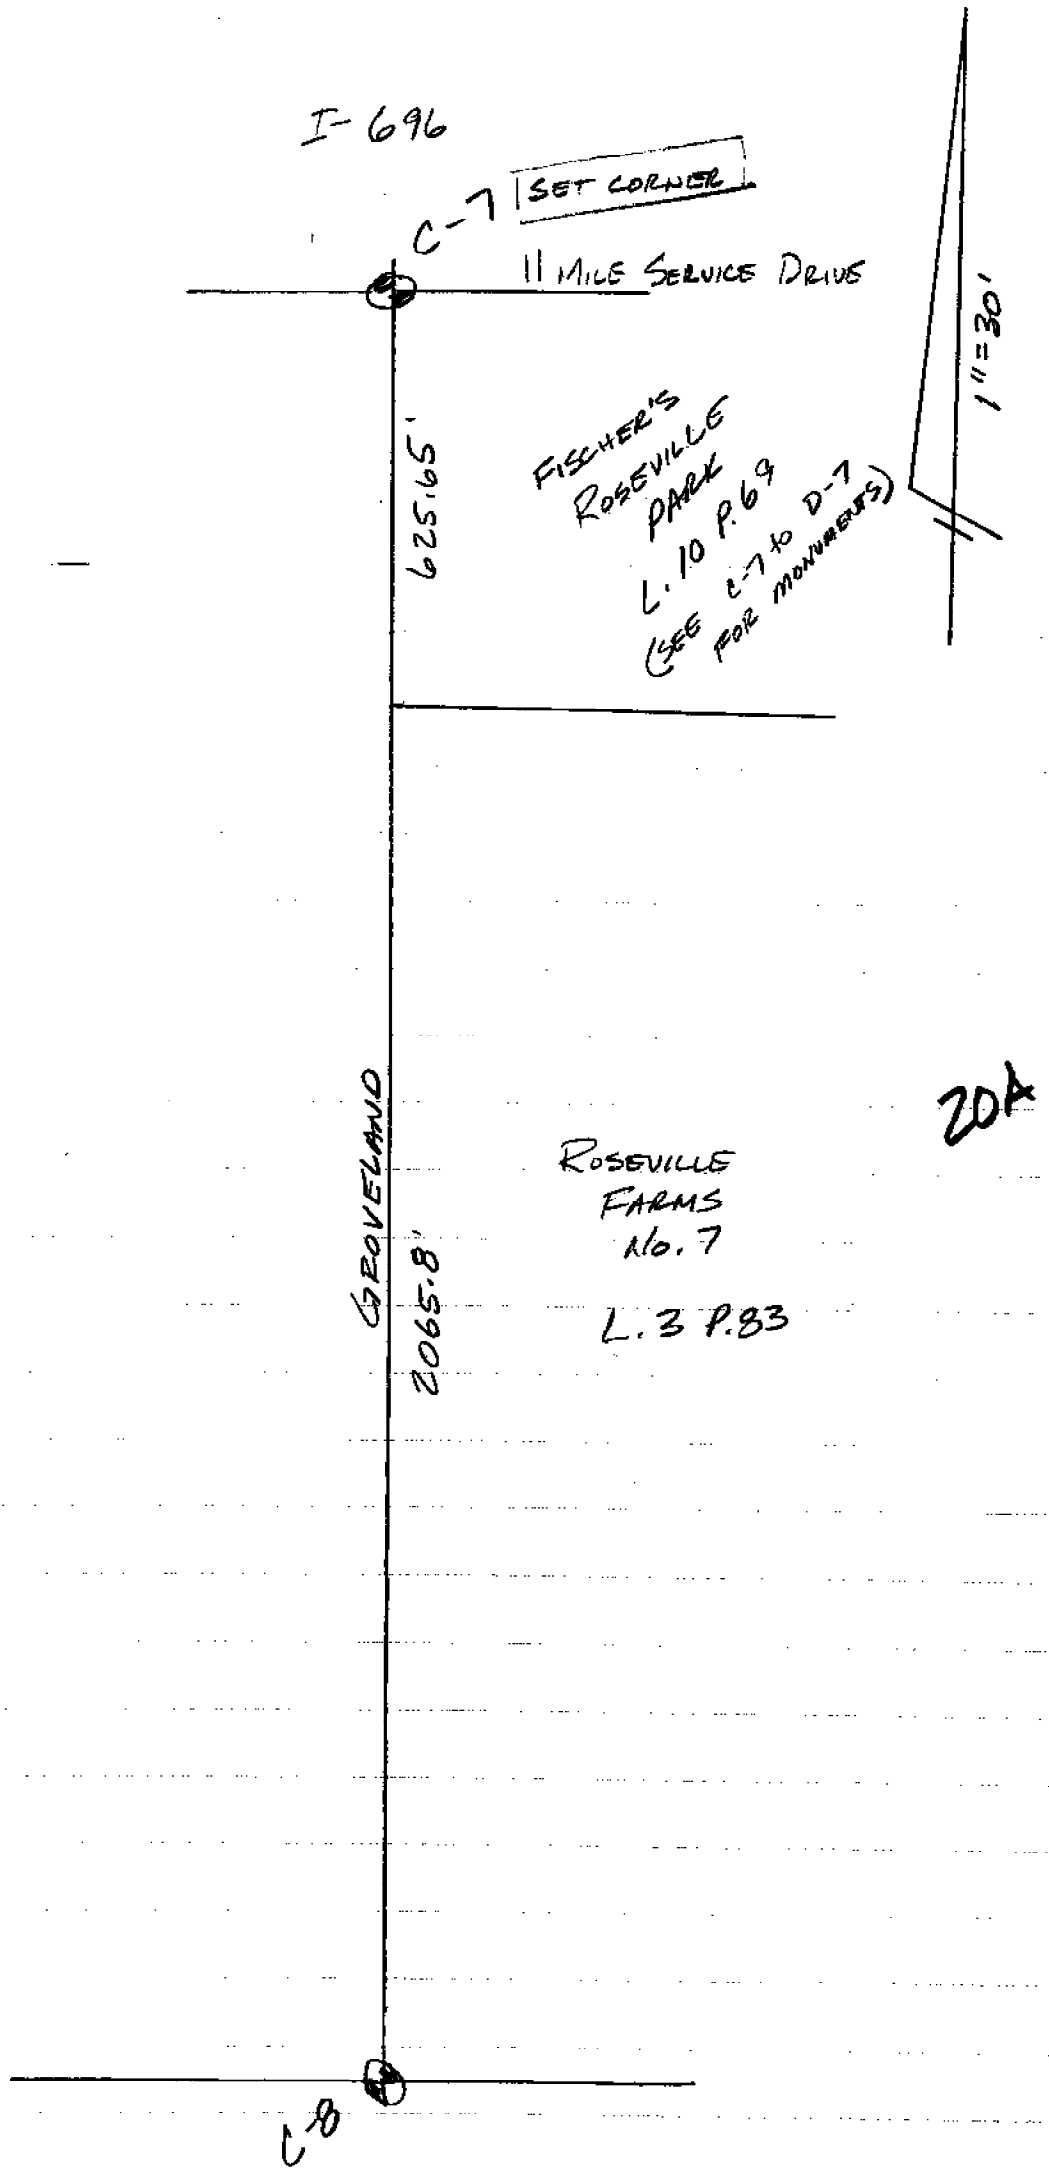 I-696
C-7 SET CORNER
11 MILE SERVICE DRIVE
1"=30'
625.65'
FISCHER'S
ROSEVILLE
PARK
L.10 P.69
(SEE C-7 to D-7
FOR MONUMENTS)
20A
GROVELAND
2065.8'
ROSEVILLE
FARMS
No. 7
L.3 P.83
C-8